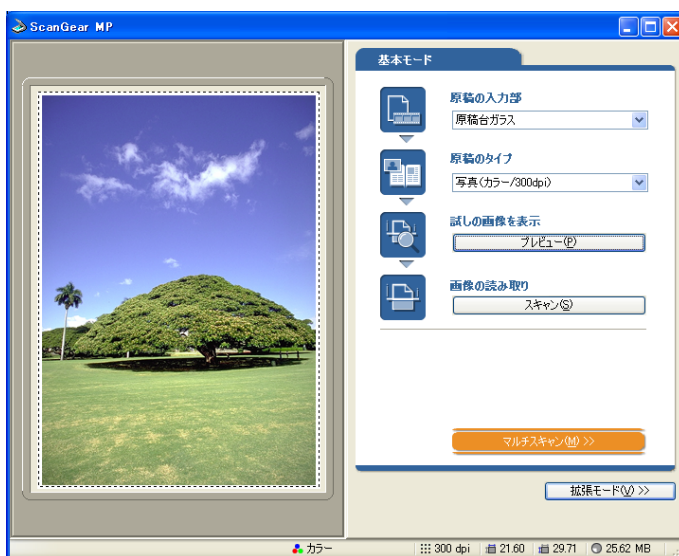 ScanGear MP
基本モード
原稿の入力部
原稿台ガラス
原稿のタイプ
写真(カラー/300dpi)
試しの画像を表示
プレビュー(P)
画像の読み取り
スキャン(S)
マルチスキャン(M) >>
拡張モード(V) >>
カラー 300 dpi 21.60 29.71 25.62 MB